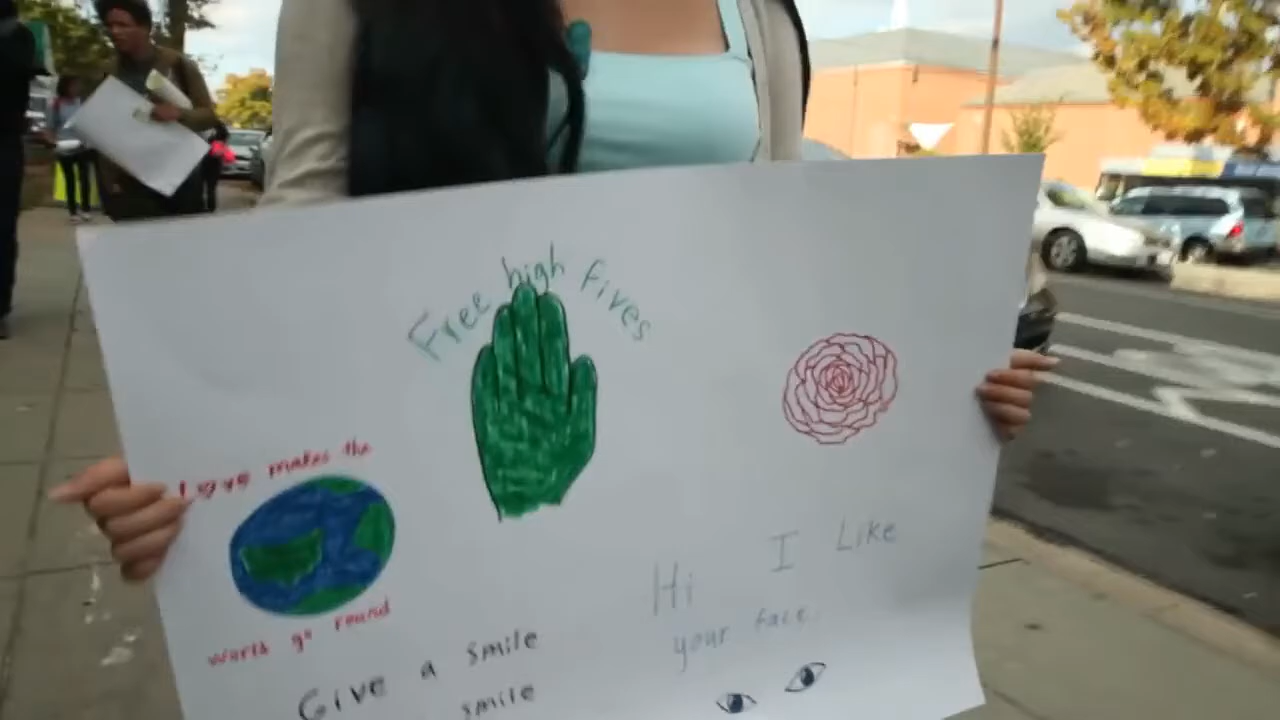 Free high fives
Love makes the
world go round
Hi I Like
your face
Give a smile
smile